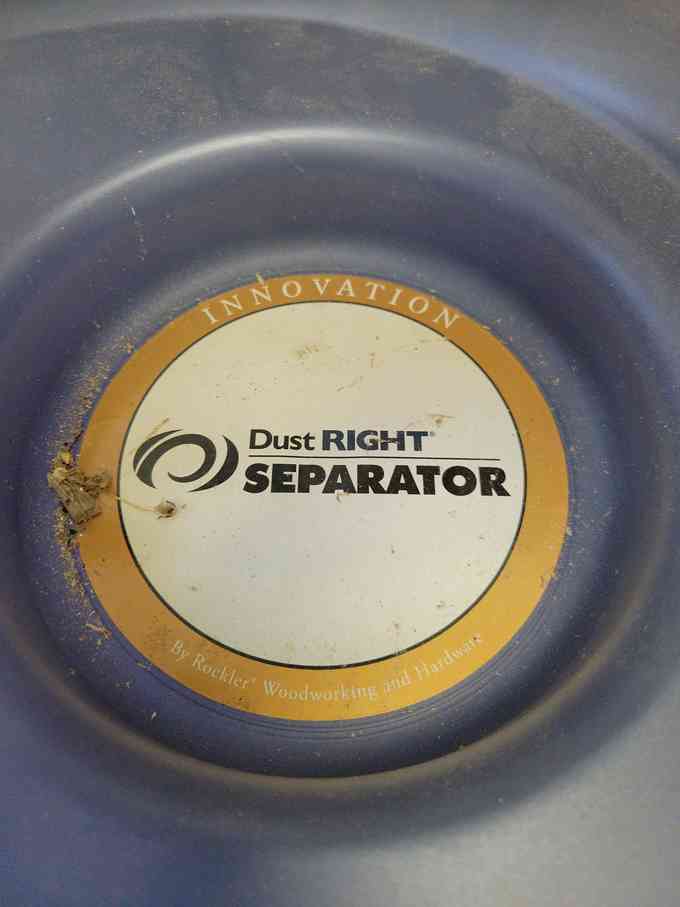 INNOVATION
Dust RIGHT®
SEPARATOR
By Rockler® Woodworking and Hardware